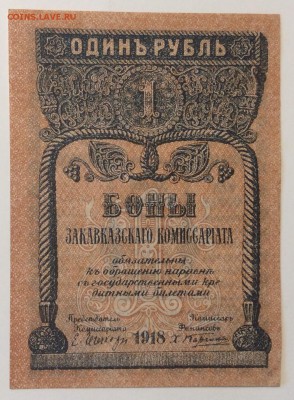 COINS.LAVE.RU
ОДИНЪ РУБЛЬ
1
БОНЫ
ЗАКАВКАЗСКАГО КОМИССАРІАТА
обязательны
къ обращенію наравнѣ
съ государственными кре-
дитными билетами
Предсѣдатель Комиссаръ
Комиссаріата Финансовъ
1918